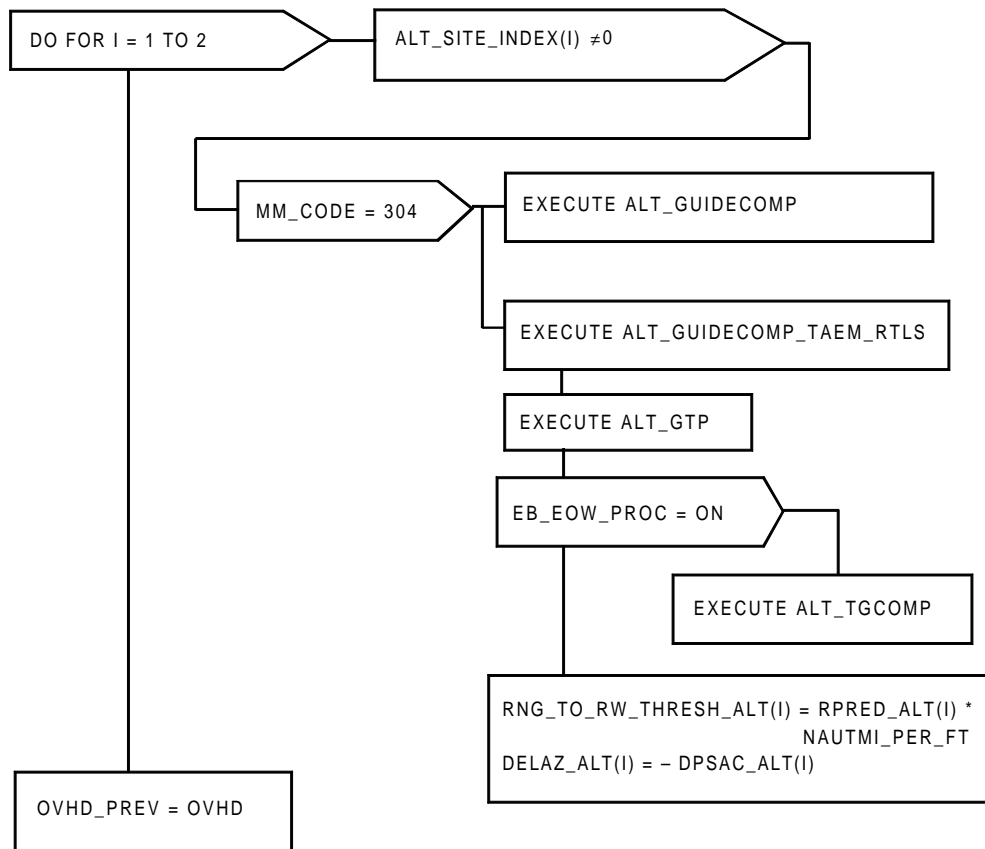 DO FOR I = 1 TO 2
ALT_SITE_INDEX(I) ≠0
MM_CODE = 304
EXECUTE ALT_GUIDECOMP
EXECUTE ALT_GUIDECOMP_TAEM_RTLS
EXECUTE ALT_GTP
EB_EOW_PROC = ON
EXECUTE ALT_TGCOMP
RNG_TO_RW_THRESH_ALT(I) = RPRED_ALT(I) *
NAUTMI_PER_FT
DELAZ_ALT(I) = – DPSAC_ALT(I)
OVHD_PREV = OVHD